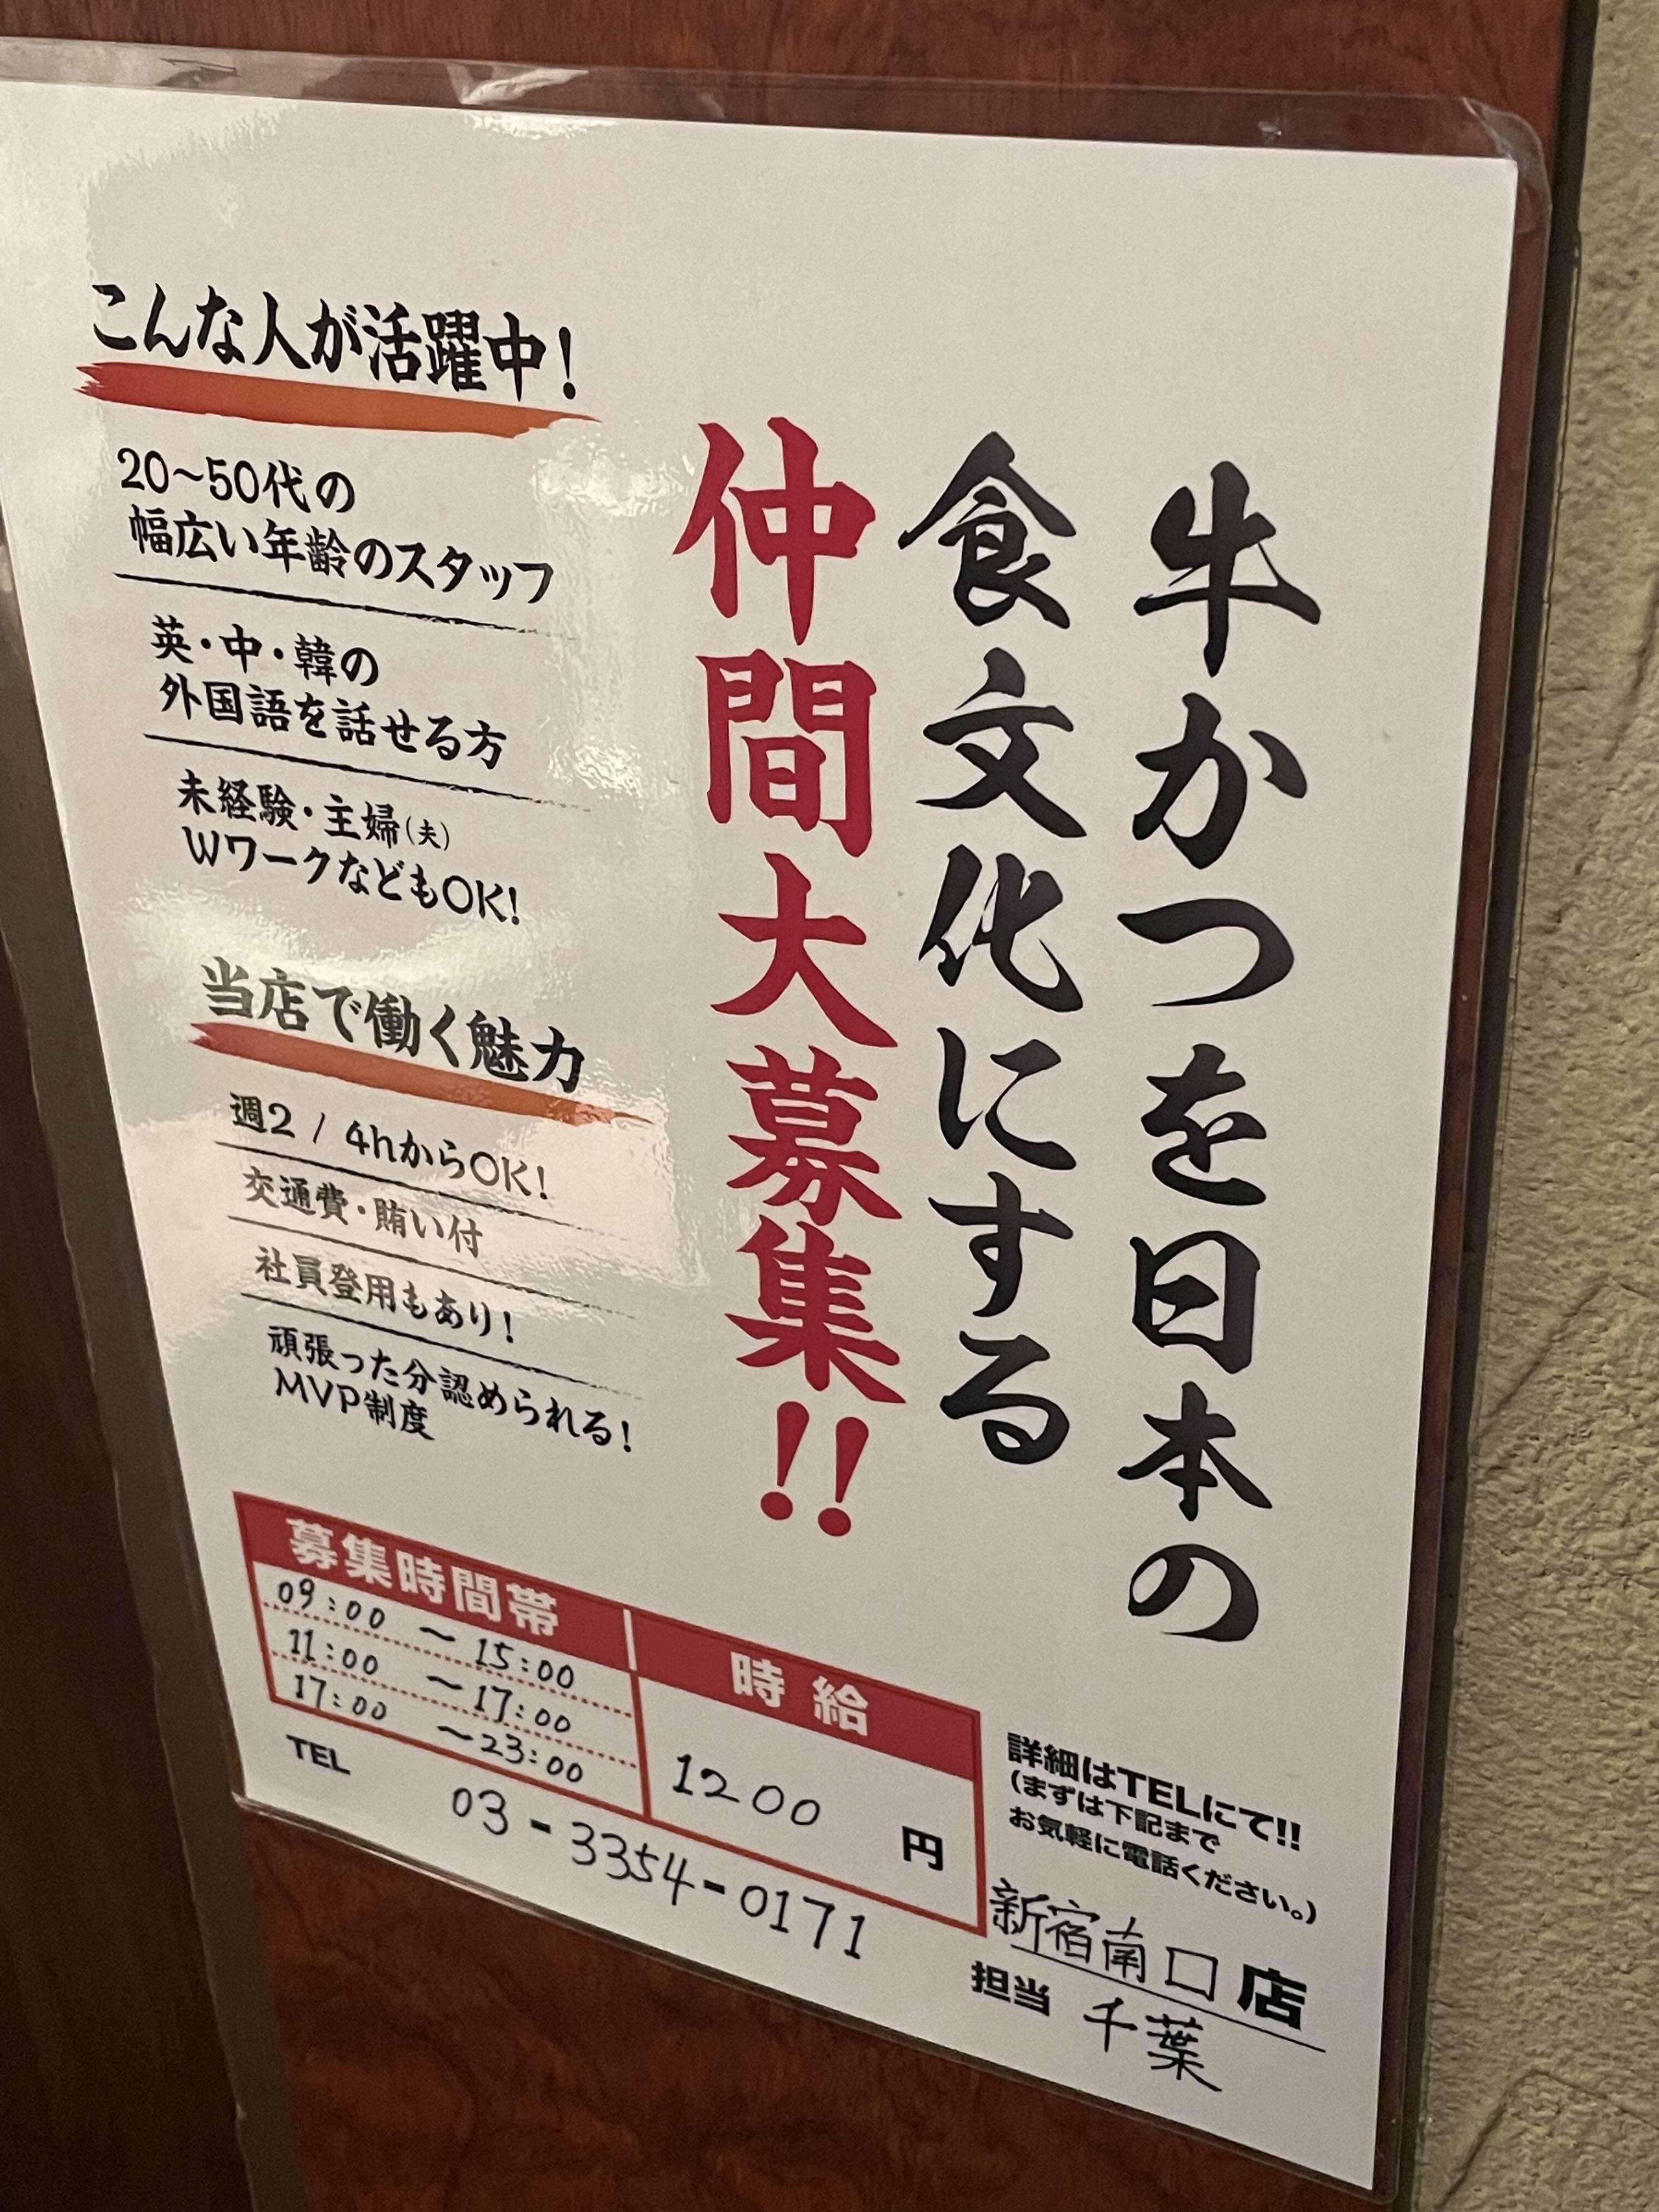 牛かつを日本の
食文化にする
仲間大募集!!
こんな人が活躍中!
20~50代の
幅広い年齢のスタッフ
英・中・韓の
外国語を話せる方
未経験・主婦(夫)
WワークなどもOK!
当店で働く魅力
週2 / 4hからOK!
交通費・賄い付
社員登用もあり!
頑張った分認められる!
MVP制度
募集時間帯
09:00 ~ 15:00
11:00 ~ 17:00
17:00 ~ 23:00
時給
1200 円
TEL 03-3354-0171
詳細はTELにて!!
(まずは下記まで
お気軽に電話ください。)
新宿南口店
担当 千葉